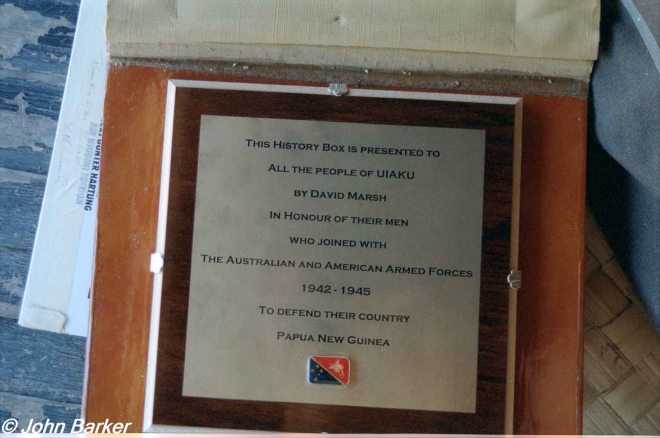 THIS HISTORY BOX IS PRESENTED TO
ALL THE PEOPLE OF UIAKU
BY DAVID MARSH
IN HONOUR OF THEIR MEN
WHO JOINED WITH
THE AUSTRALIAN AND AMERICAN ARMED FORCES
1942 - 1945
TO DEFEND THEIR COUNTRY
PAPUA NEW GUINEA
HARTUNG
© John Barker